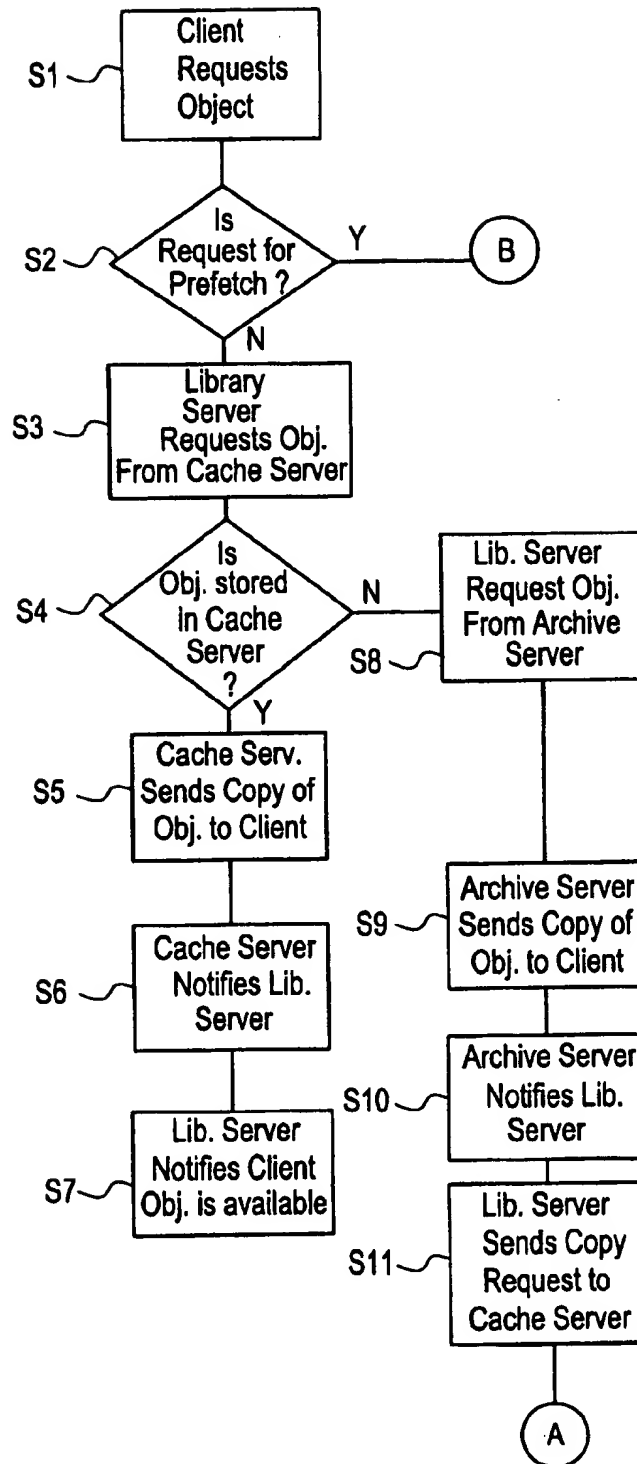 S1
Client
Requests
Object
S2
Is
Request for
Prefetch ?
Y
B
N
S3
Library
Server
Requests Obj.
From Cache Server
S4
Is
Obj. stored
in Cache
Server
?
N
Y
S8
Lib. Server
Request Obj.
From Archive
Server
S5
Cache Serv.
Sends Copy of
Obj. to Client
S9
Archive Server
Sends Copy of
Obj. to Client
S6
Cache Server
Notifies Lib.
Server
S10
Archive Server
Notifies Lib.
Server
S7
Lib. Server
Notifies Client
Obj. is available
S11
Lib. Server
Sends Copy
Request to
Cache Server
A